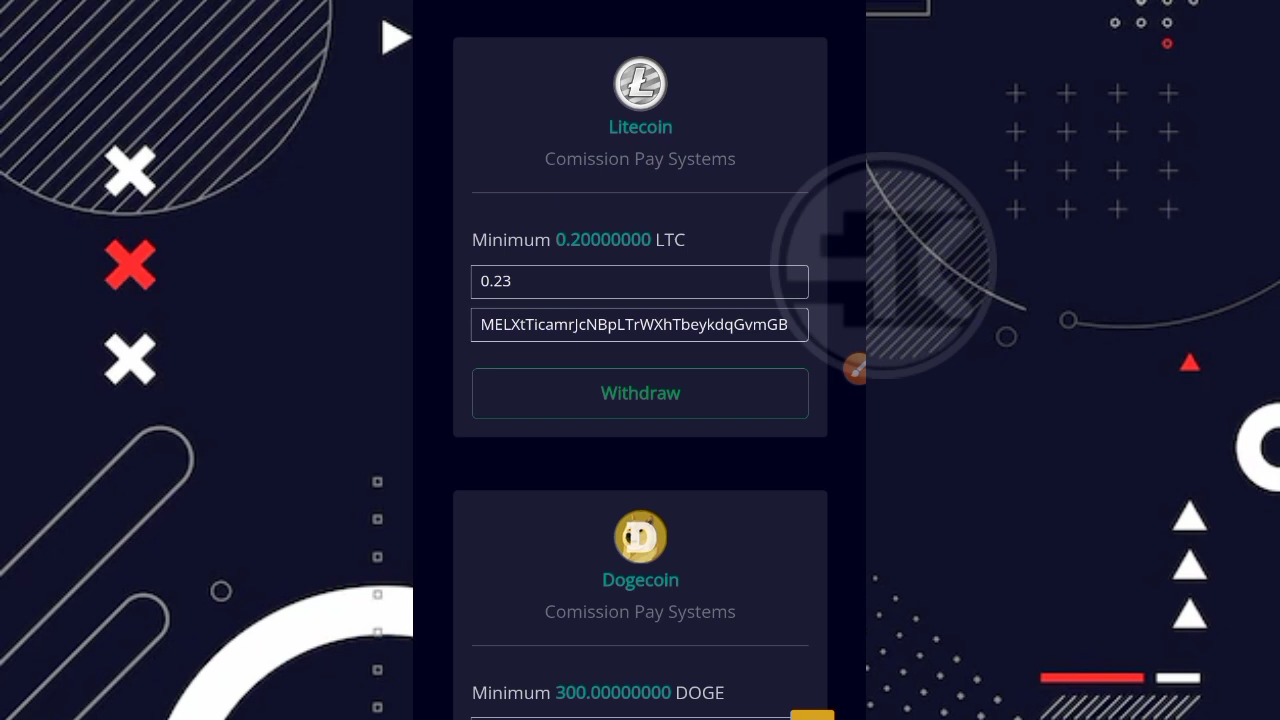 Litecoin
Comission Pay Systems
Minimum 0.20000000 LTC
0.23
MELXtTicamrJcNBpLTrWXhTbeykdqGvmGB
Withdraw
Dogecoin
Comission Pay Systems
Minimum 300.00000000 DOGE